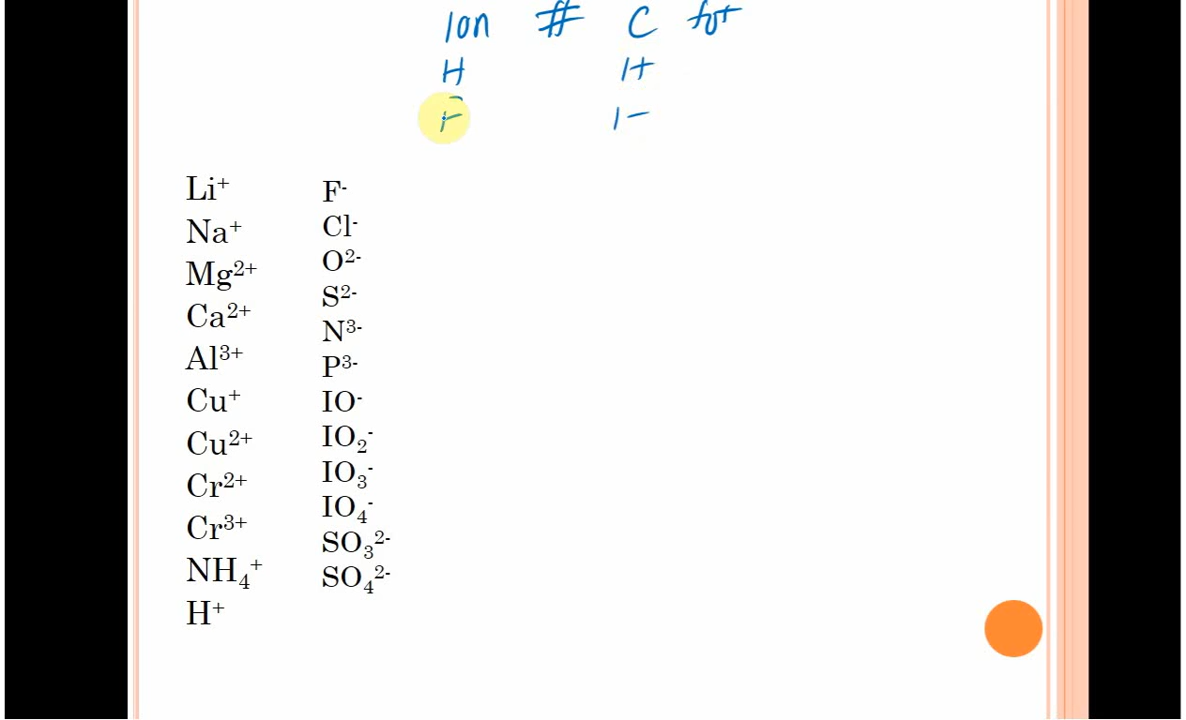 Ion # C tot
H 1+
F 1-
Li⁺
Na⁺
Mg²⁺
Ca²⁺
Al³⁺
Cu⁺
Cu²⁺
Cr²⁺
Cr³⁺
NH₄⁺
H⁺
F⁻
Cl⁻
O²⁻
S²⁻
N³⁻
P³⁻
IO⁻
IO₂⁻
IO₃⁻
IO₄⁻
SO₃²⁻
SO₄²⁻